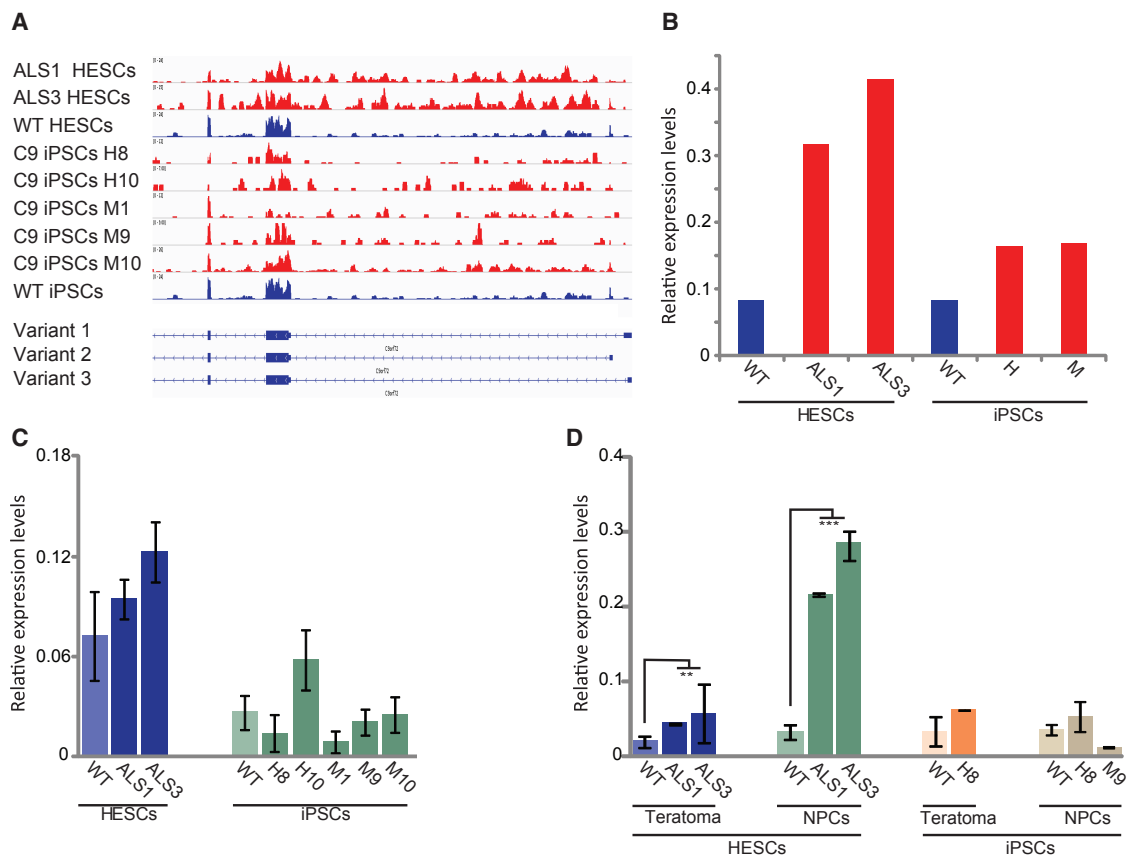 A
ALS1 HESCs
ALS3 HESCs
WT HESCs
C9 iPSCs H8
C9 iPSCs H10
C9 iPSCs M1
C9 iPSCs M9
C9 iPSCs M10
WT iPSCs
Variant 1
C9orf72
Variant 2
C9orf72
Variant 3
C9orf72
B
Relative expression levels
0.4
0.3
0.2
0.1
0
WT
ALS1
ALS3
WT
H
M
HESCs
iPSCs
C
Relative expression levels
0.18
0.12
0.06
0
WT
ALS1
ALS3
WT
H8
H10
M1
M9
M10
HESCs
iPSCs
D
Relative expression levels
0.4
0.3
0.2
0.1
0
**
***
WT
ALS1
ALS3
WT
ALS1
ALS3
WT
H8
WT
H8
M9
Teratoma
NPCs
Teratoma
NPCs
HESCs
iPSCs